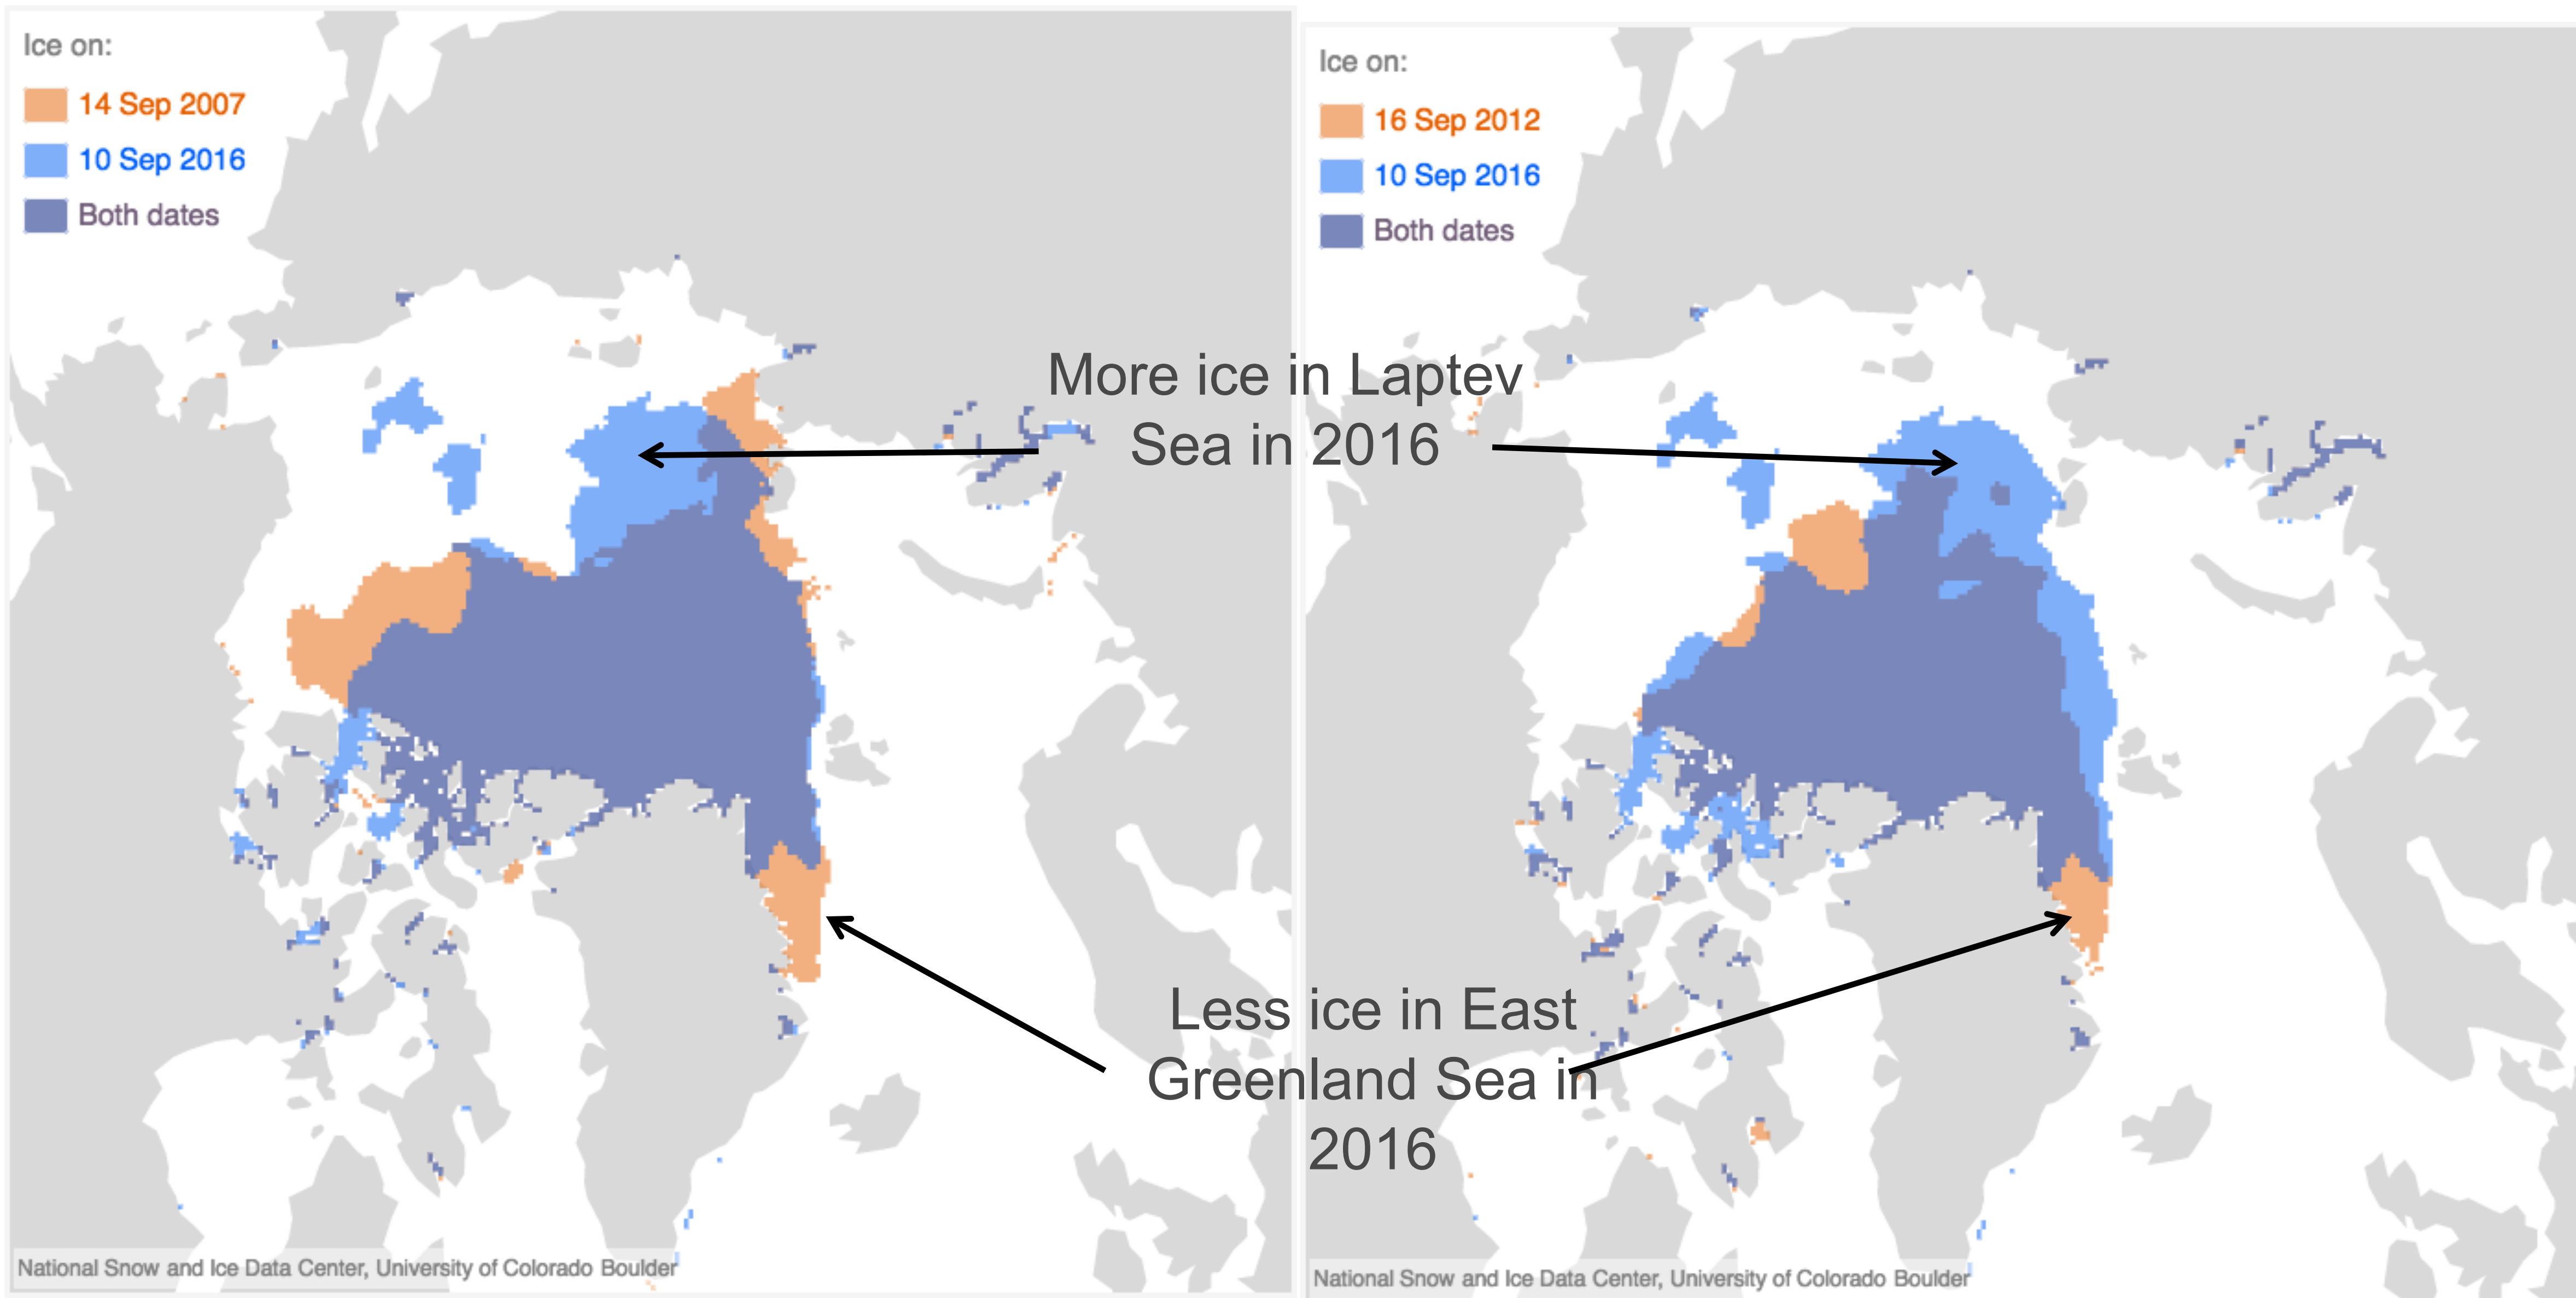 Ice on:
14 Sep 2007
10 Sep 2016
Both dates
Ice on:
16 Sep 2012
10 Sep 2016
Both dates
More ice in Laptev
Sea in 2016
Less ice in East
Greenland Sea in
2016
National Snow and Ice Data Center, University of Colorado Boulder
National Snow and Ice Data Center, University of Colorado Boulder